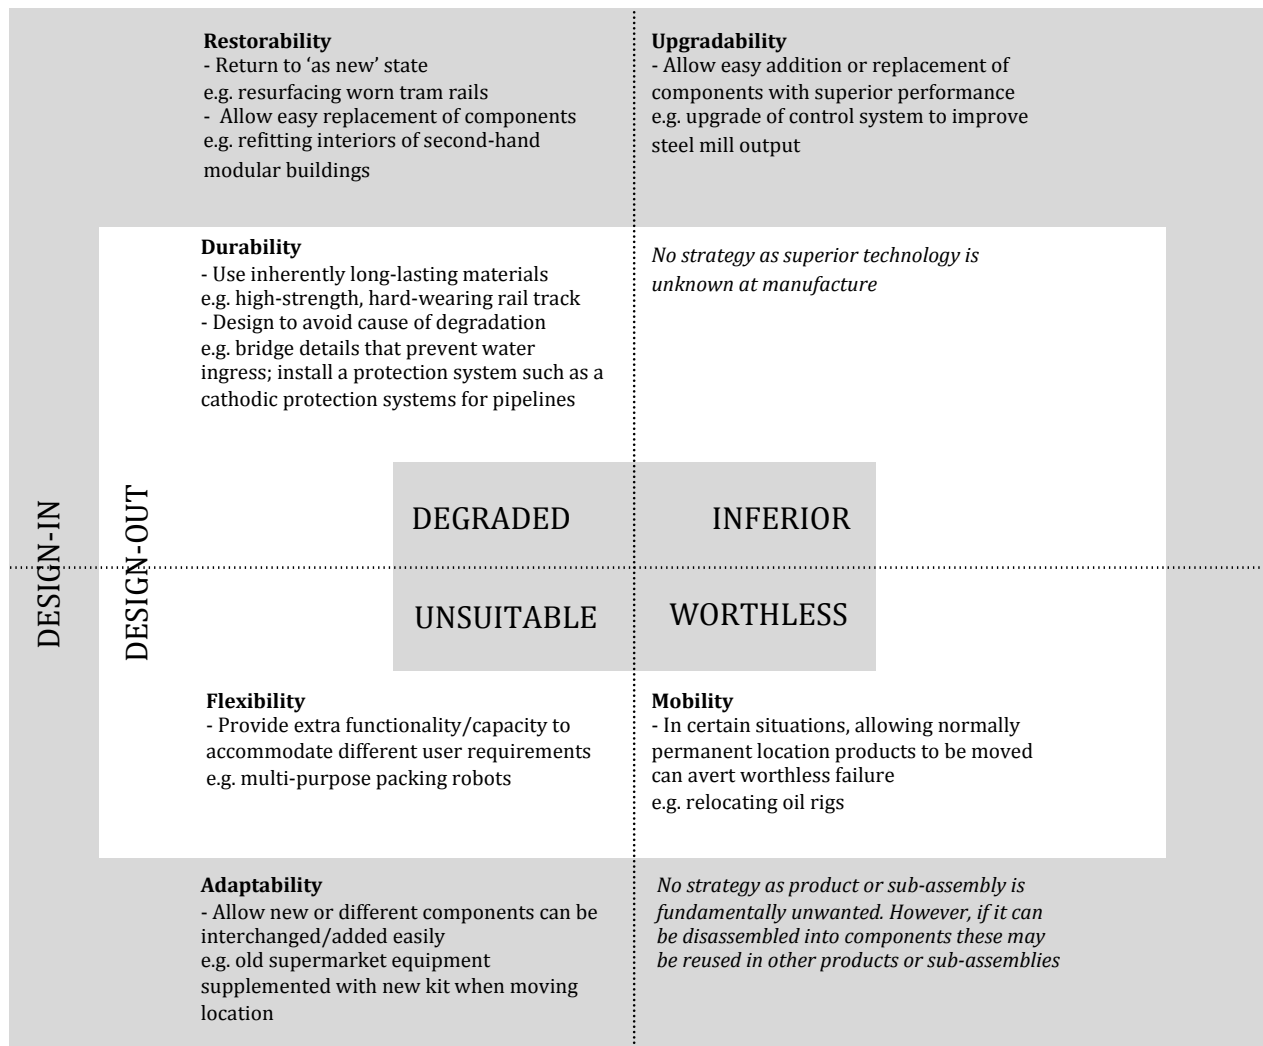 Restorability
- Return to ‘as new’ state
e.g. resurfacing worn tram rails
-  Allow easy replacement of components
e.g. refitting interiors of second-hand
modular buildings
Upgradability
- Allow easy addition or replacement of
components with superior performance
e.g. upgrade of control system to improve
steel mill output
Durability
- Use inherently long-lasting materials
e.g. high-strength, hard-wearing rail track
- Design to avoid cause of degradation
e.g. bridge details that prevent water
ingress; install a protection system such as a
cathodic protection systems for pipelines
No strategy as superior technology is
unknown at manufacture
DESIGN-IN
DESIGN-OUT
DEGRADED
INFERIOR
UNSUITABLE
WORTHLESS
Flexibility
- Provide extra functionality/capacity to
accommodate different user requirements
e.g. multi-purpose packing robots
Mobility
- In certain situations, allowing normally
permanent location products to be moved
can avert worthless failure
e.g. relocating oil rigs
Adaptability
- Allow new or different components can be
interchanged/added easily
e.g. old supermarket equipment
supplemented with new kit when moving
location
No strategy as product or sub-assembly is
fundamentally unwanted. However, if it can
be disassembled into components these may
be reused in other products or sub-assemblies